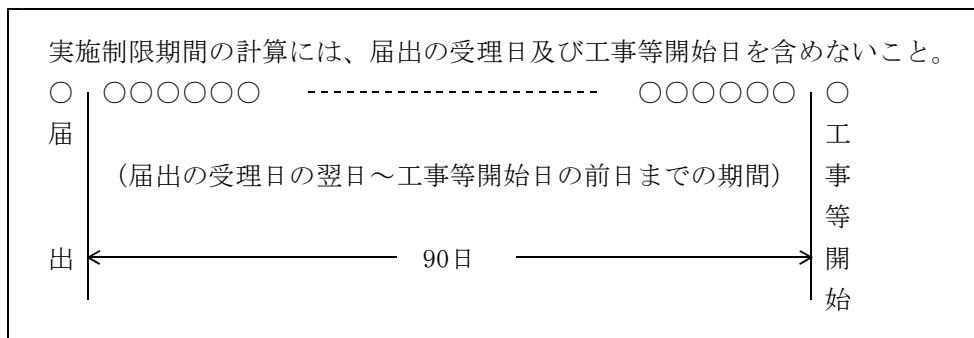 実施制限期間の計算には、届出の受理日及び工事等開始日を含めないこと。
○ ○○○○○○ ○○○○○○ ○
届出
(届出の受理日の翌日～工事等開始日の前日までの期間)
90日
工事等開始